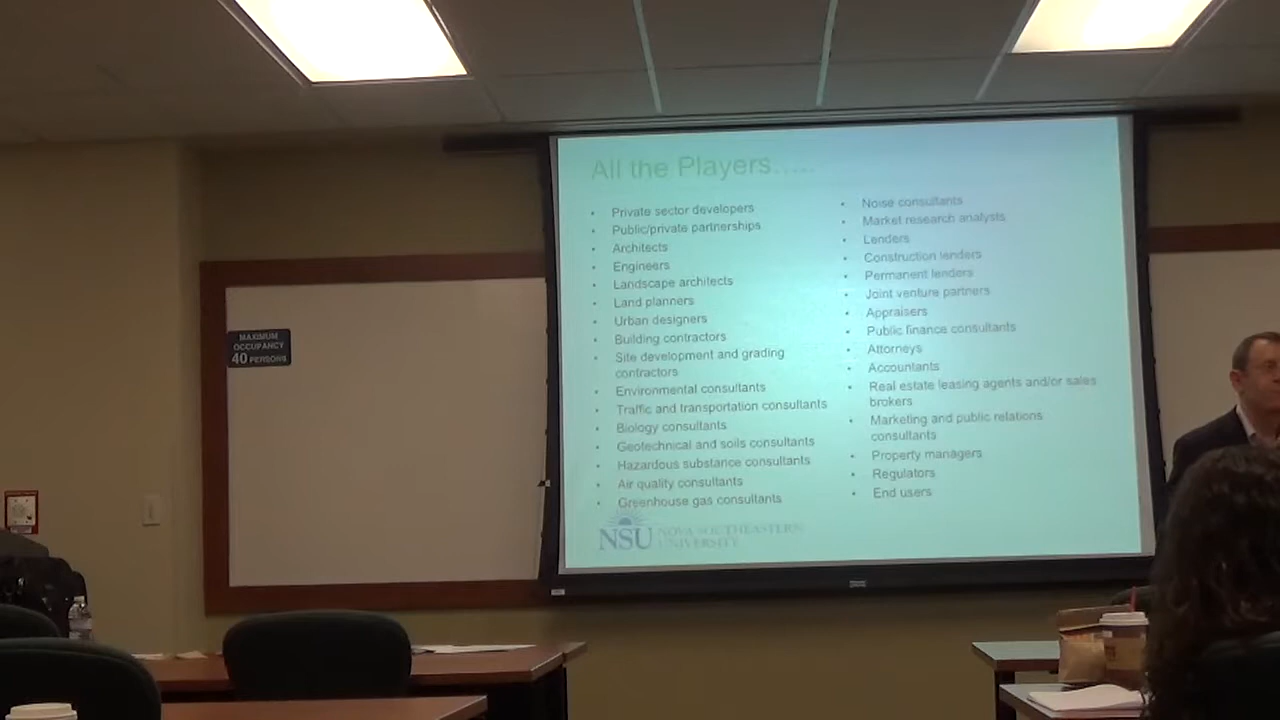 All the Players.....
• Private sector developers
• Public/private partnerships
• Architects
• Engineers
• Landscape architects
• Land planners
• Urban designers
• Building contractors
• Site development and grading
contractors
• Environmental consultants
• Traffic and transportation consultants
• Biology consultants
• Geotechnical and soils consultants
• Hazardous substance consultants
• Air quality consultants
• Greenhouse gas consultants
• Noise consultants
• Market research analysts
• Lenders
• Construction lenders
• Permanent lenders
• Joint venture partners
• Appraisers
• Public finance consultants
• Attorneys
• Accountants
• Real estate leasing agents and/or sales
brokers
• Marketing and public relations
consultants
• Property managers
• Regulators
• End users
NSU NOVA SOUTHEASTERN
UNIVERSITY
MAXIMUM
OCCUPANCY
40 PERSONS